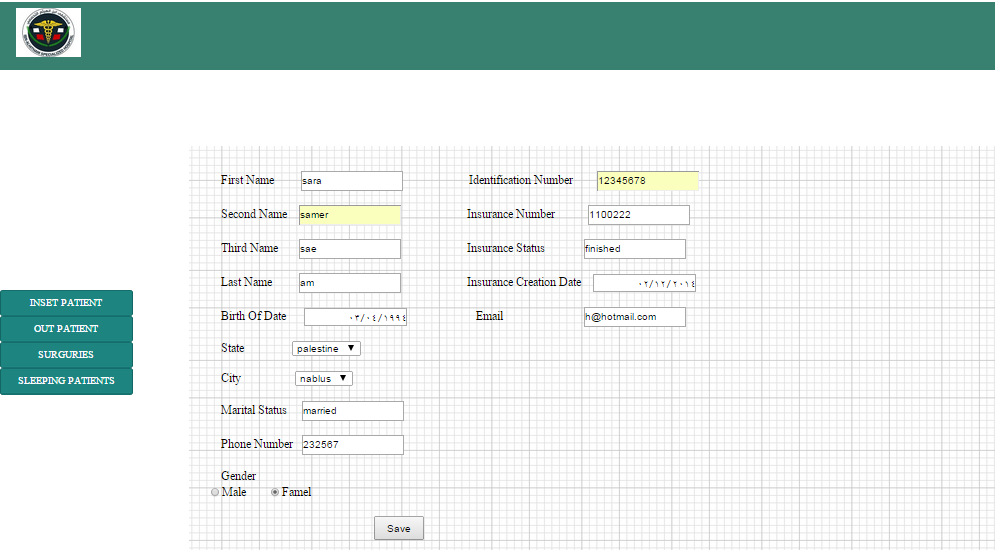 First Name sara Identification Number 12345678
Second Name samer Insurance Number 1100222
Third Name sae Insurance Status finished
Last Name am Insurance Creation Date ٠٢/١٢/٢٠١٤
Birth Of Date ٠٣/٠٤/١٩٩٤ Email h@hotmail.com
INSET PATIENT
OUT PATIENT
SURGURIES
SLEEPING PATIENTS
State palestine
City nablus
Marital Status married
Phone Number 232567
Gender
Male Famel
Save